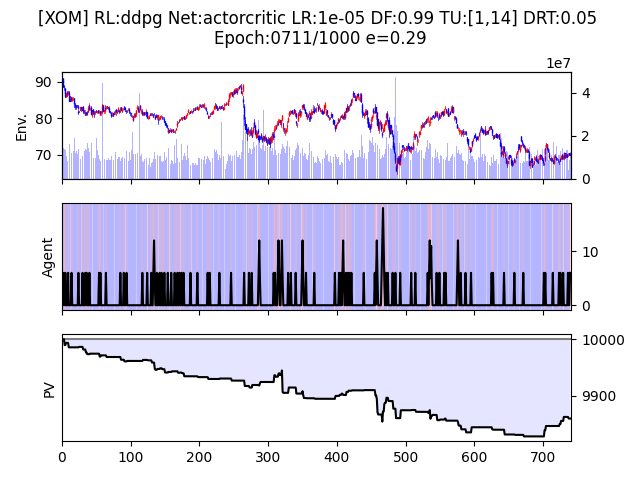 [XOM] RL:ddpg Net:actorcritic LR:1e-05 DF:0.99 TU:[1,14] DRT:0.05
Epoch:0711/1000 e=0.29
1e7
90
80
70
Env.
4
2
0
Agent
10
0
PV
10000
9900
0 100 200 300 400 500 600 700